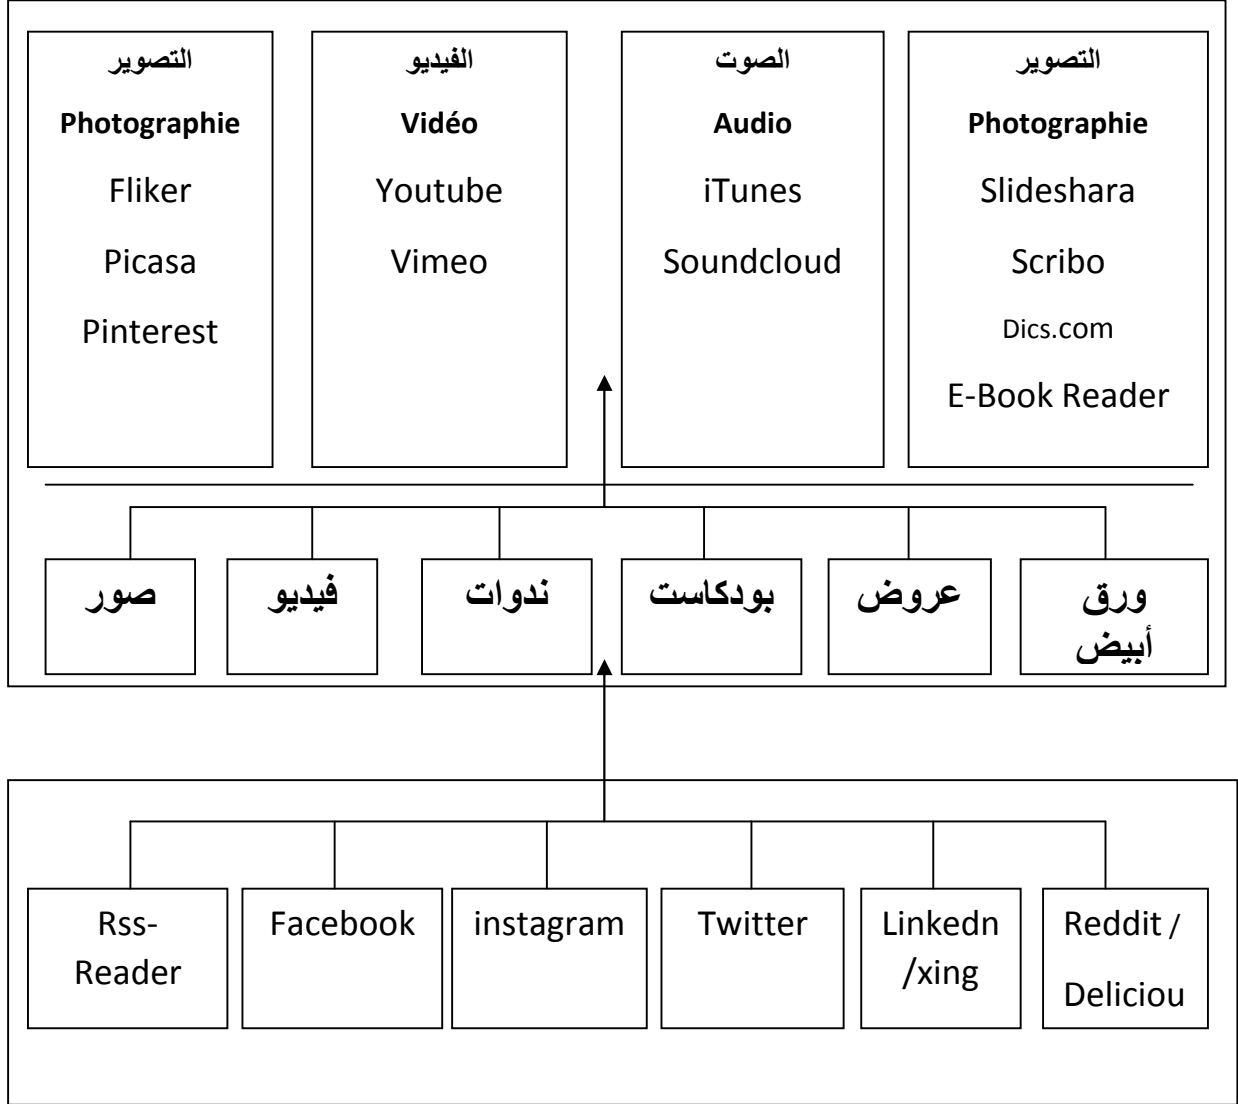 التصوير
Photographie
Fliker
Picasa
Pinterest
الفيديو
Vidéo
Youtube
Vimeo
الصوت
Audio
iTunes
Soundcloud
التصوير
Photographie
Slideshara
Scribo
Dics.com
E-Book Reader
صور
فيديو
ندوات
بودكاست
عروض
ورق
أبيض
Rss-
Reader
Facebook
instagram
Twitter
Linkedn
/xing
Reddit /
Deliciou